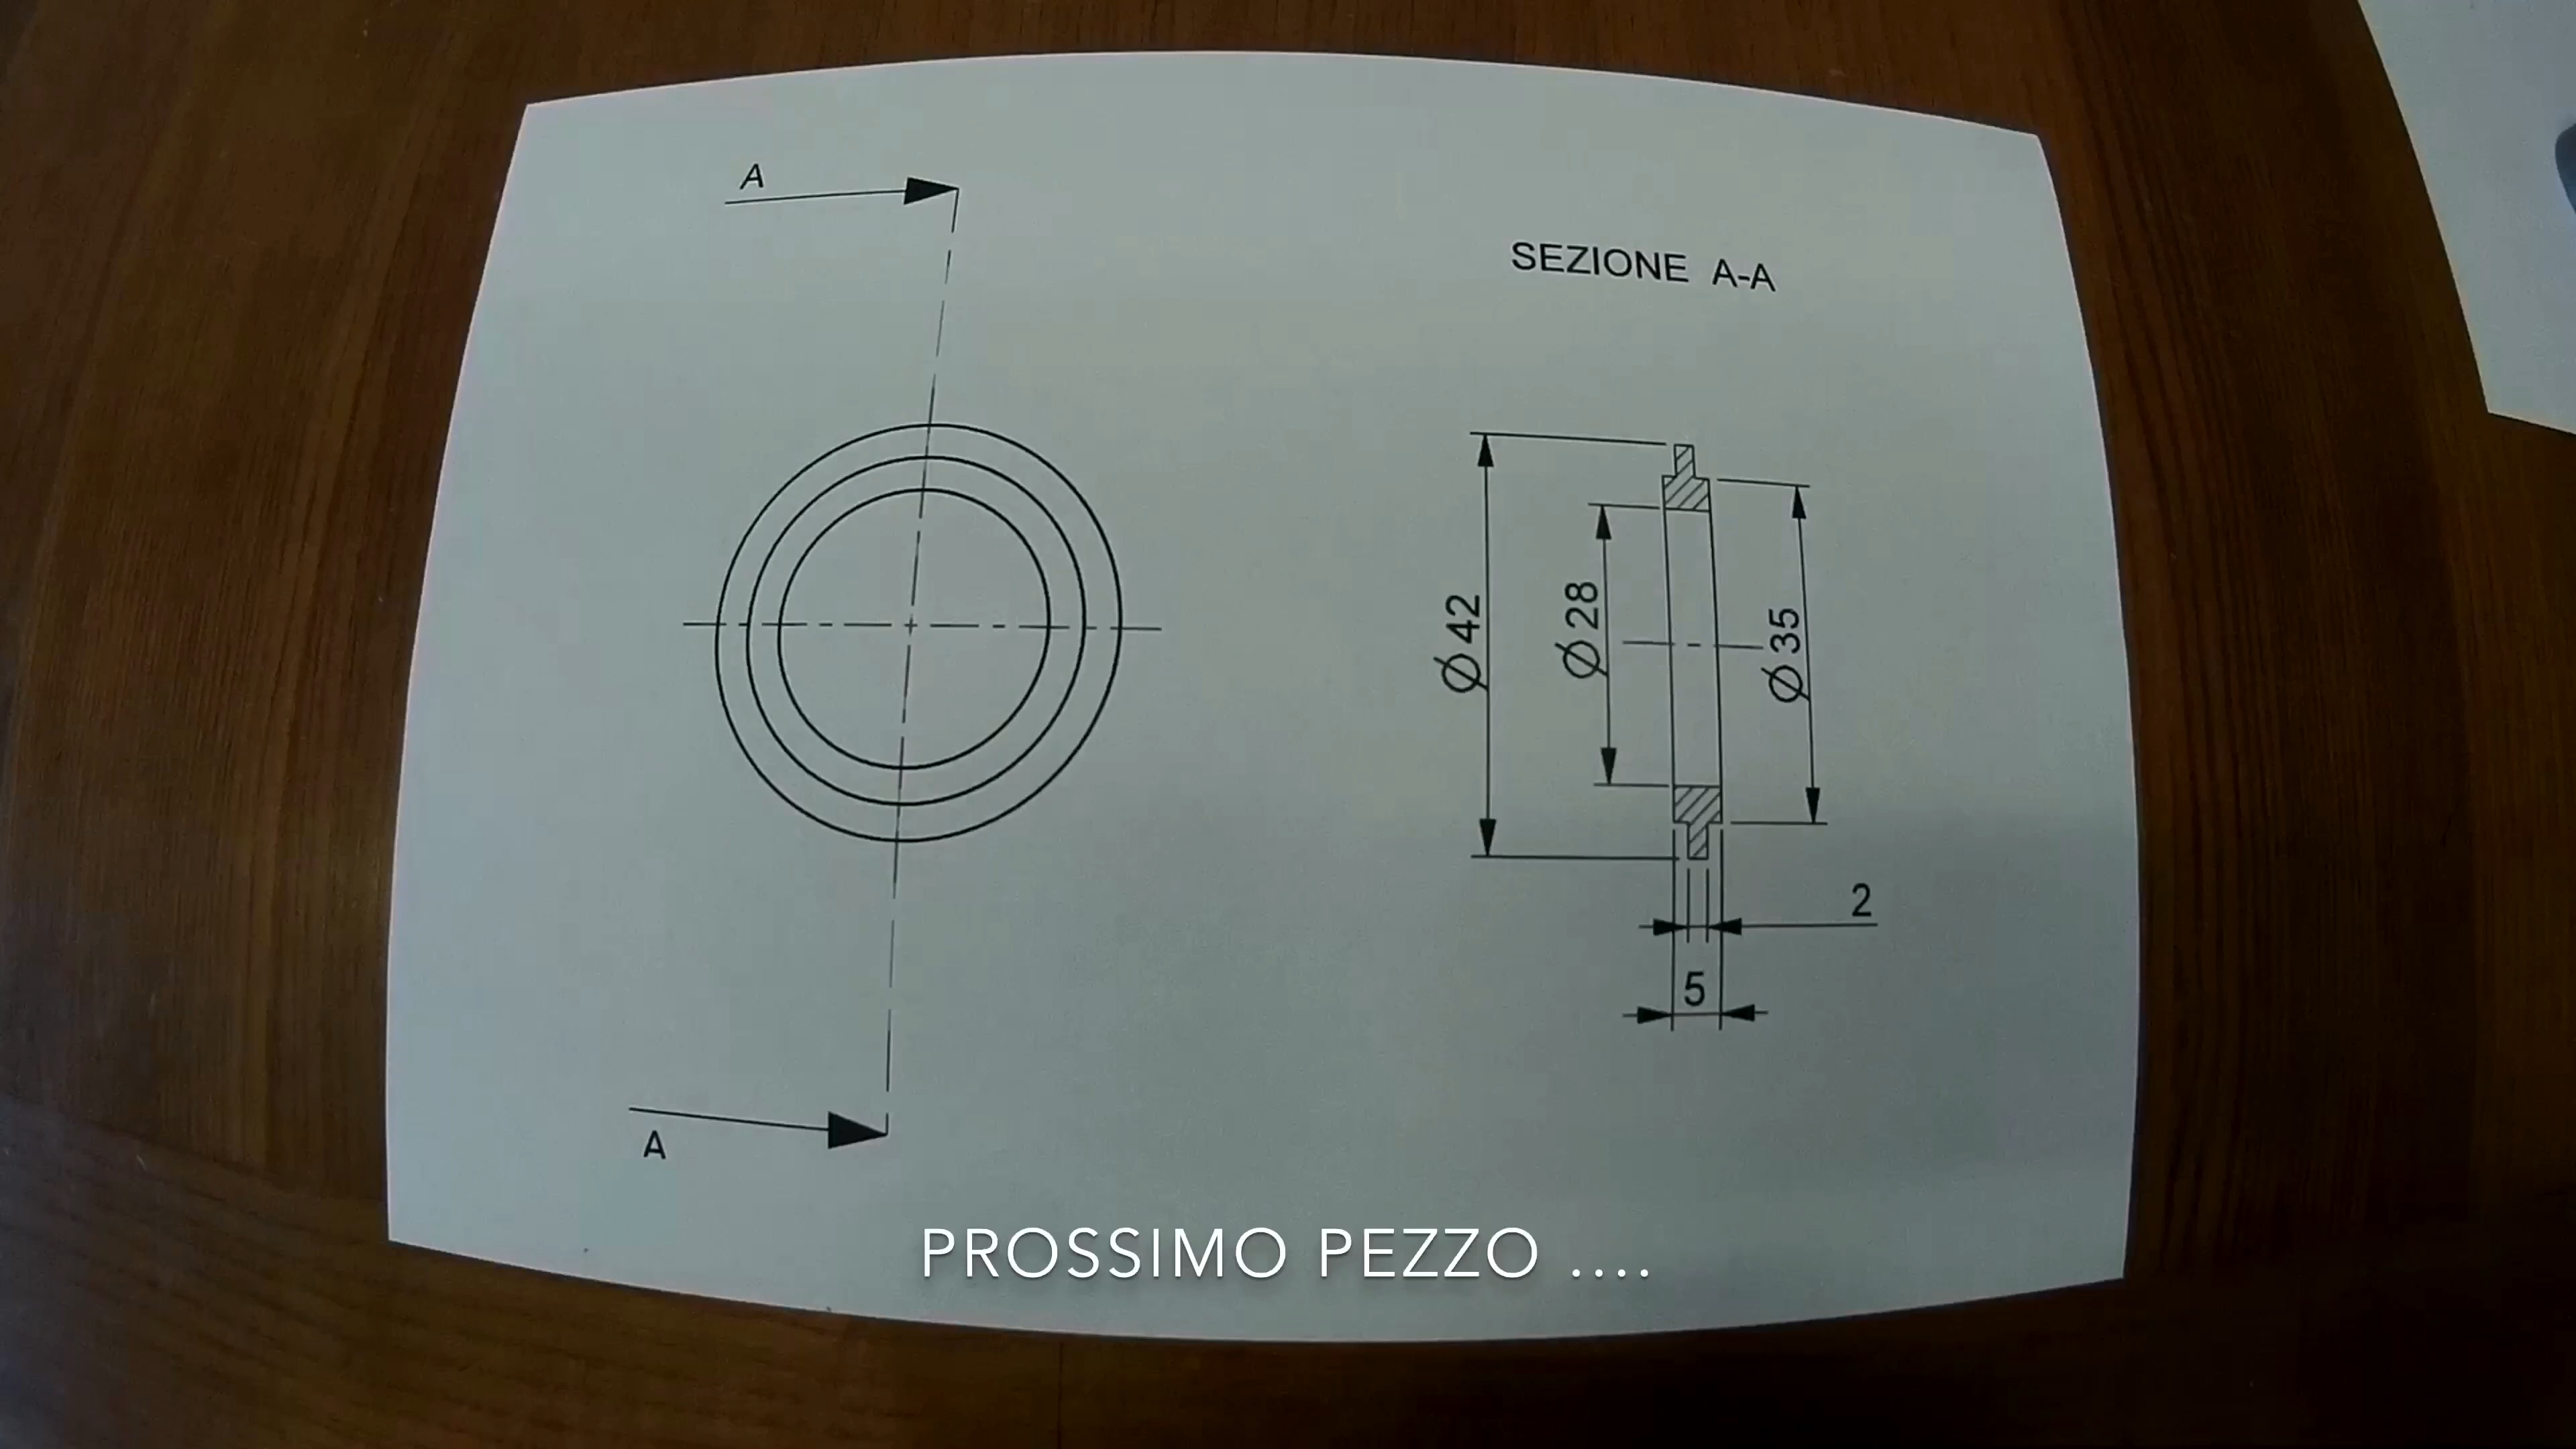 A
SEZIONE A-A
Ø42
Ø28
Ø35
2
5
A
PROSSIMO PEZZO ....